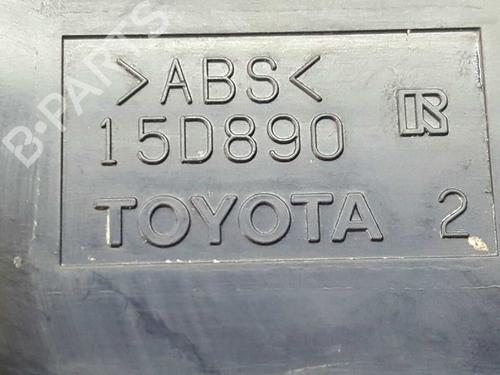 B-PARTS
>ABS<
15D890 R
TOYOTA 2